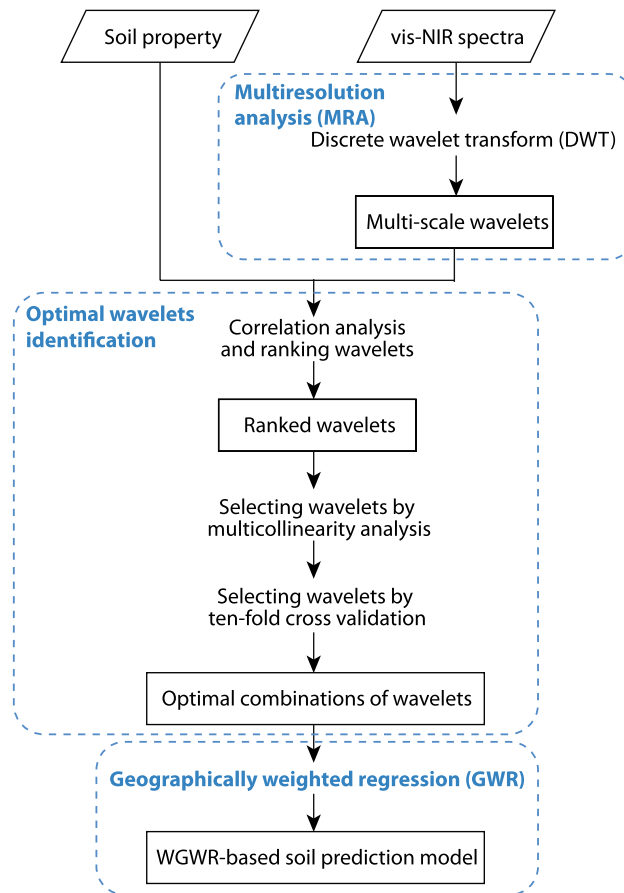 Soil property
vis-NIR spectra
Multiresolution
analysis (MRA)
Discrete wavelet transform (DWT)
Multi-scale wavelets
Optimal wavelets
identification
Correlation analysis
and ranking wavelets
Ranked wavelets
Selecting wavelets by
multicollinearity analysis
Selecting wavelets by
ten-fold cross validation
Optimal combinations of wavelets
Geographically weighted regression (GWR)
WGWR-based soil prediction model